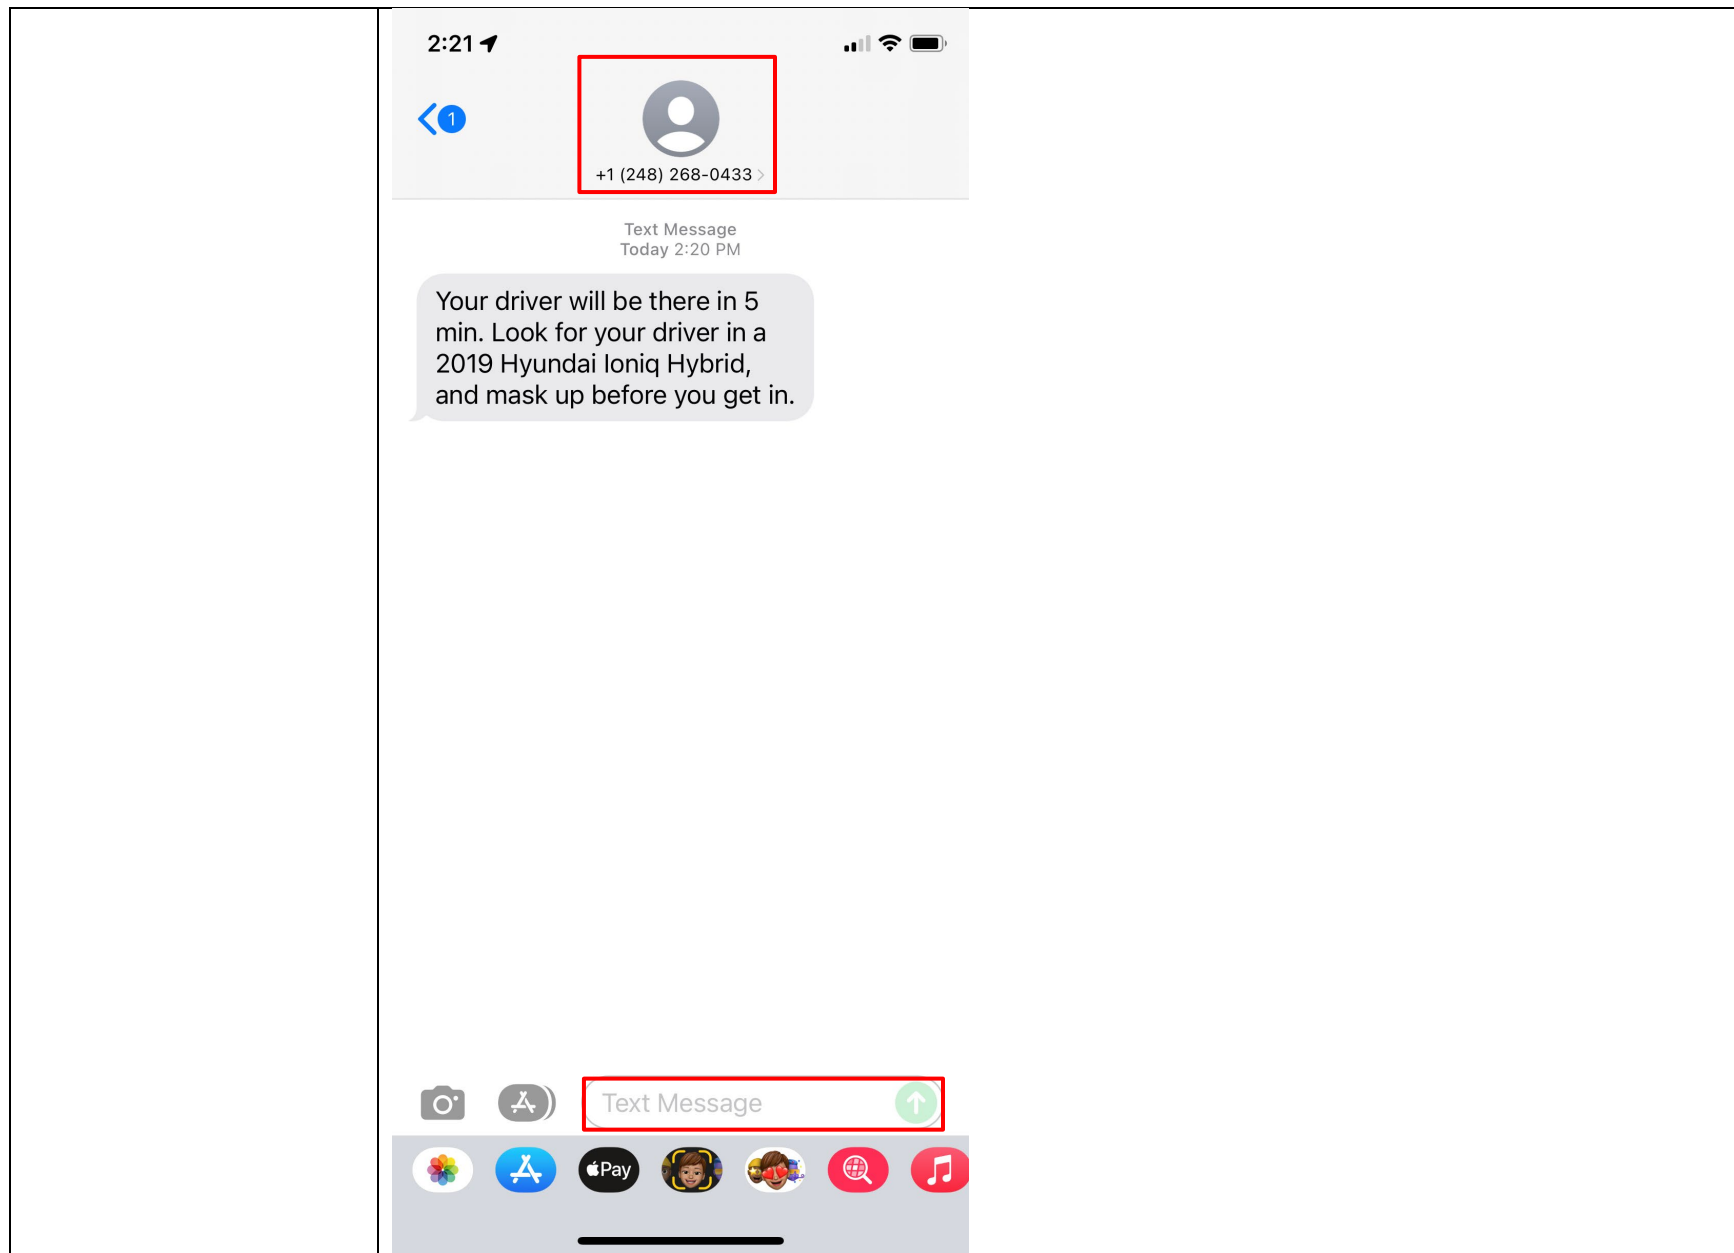 2:21
1
+1 (248) 268-0433
Text Message
Today 2:20 PM
Your driver will be there in 5
min. Look for your driver in a
2019 Hyundai Ioniq Hybrid,
and mask up before you get in.
Text Message
Pay